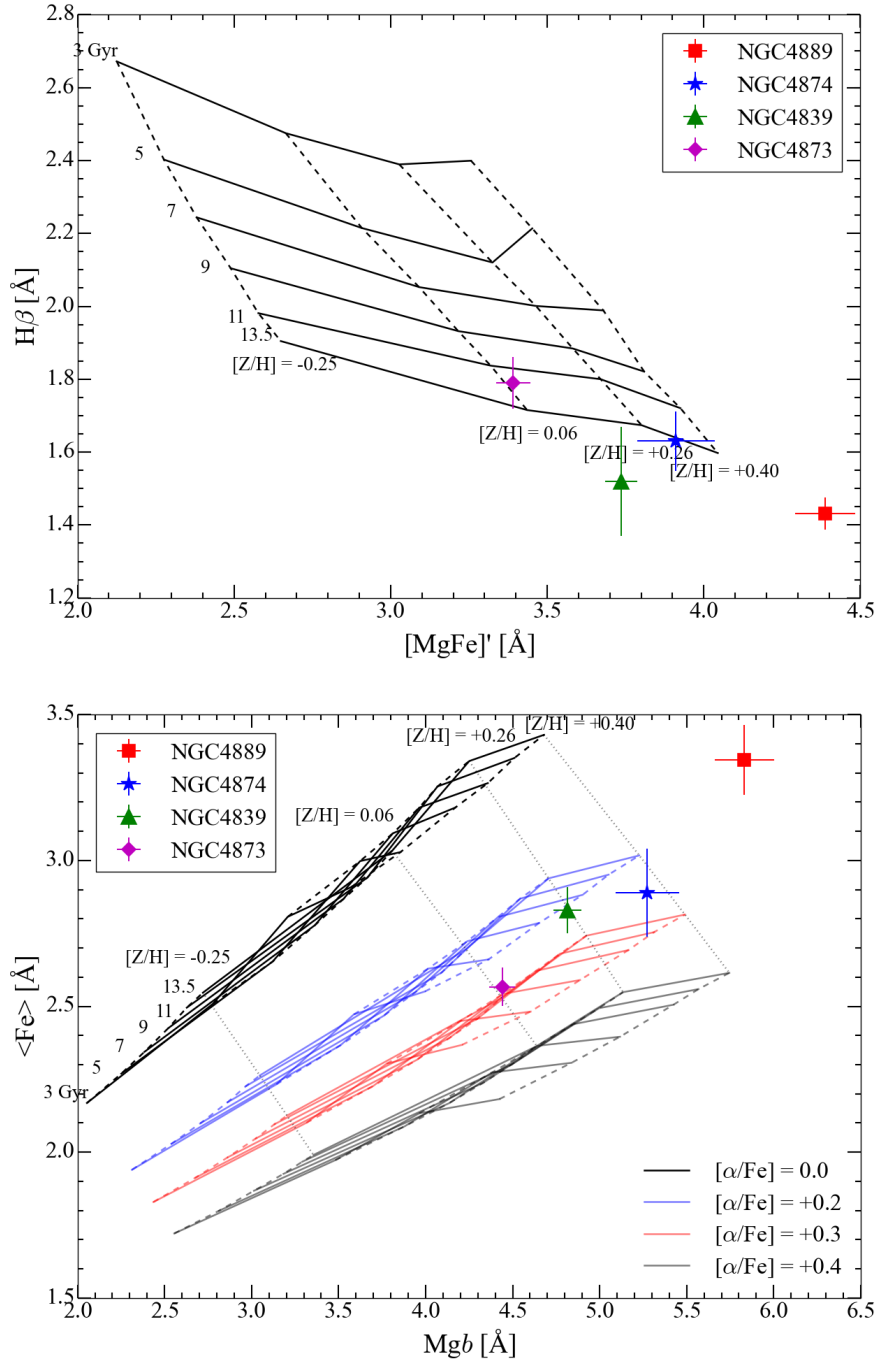 2.8
2.6
2.4
2.2
2.0
1.8
1.6
1.4
1.2
Hβ [Å]
3 Gyr
5
7
9
11
13.5
[Z/H] = -0.25
[Z/H] = 0.06
[Z/H] = +0.26
[Z/H] = +0.40
NGC4889
NGC4874
NGC4839
NGC4873
2.0 2.5 3.0 3.5 4.0 4.5
[MgFe]' [Å]
3.5
3.0
2.5
2.0
1.5
<Fe> [Å]
NGC4889
NGC4874
NGC4839
NGC4873
[Z/H] = +0.40
[Z/H] = +0.26
[Z/H] = 0.06
[Z/H] = -0.25
13.5
11
9
7
5
3 Gyr
[α/Fe] = 0.0
[α/Fe] = +0.2
[α/Fe] = +0.3
[α/Fe] = +0.4
2.0 2.5 3.0 3.5 4.0 4.5 5.0 5.5 6.0 6.5
Mgb [Å]